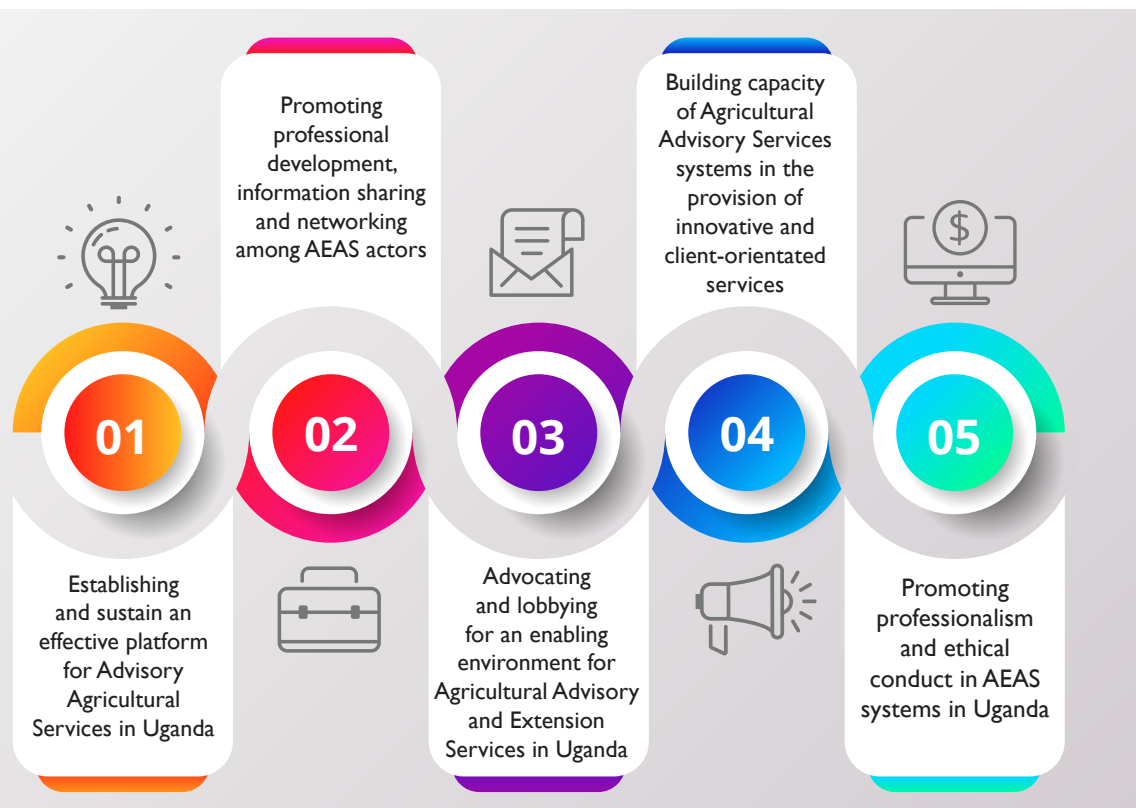 01
Establishing
and sustain an
effective platform
for Advisory
Agricultural
Services in Uganda
Promoting
professional
development,
information sharing
and networking
among AEAS actors
02
03
Advocating
and lobbying
for an enabling
environment for
Agricultural Advisory
and Extension
Services in Uganda
Building capacity
of Agricultural
Advisory Services
systems in the
provision of
innovative and
client-orientated
services
04
$
05
Promoting
professionalism
and ethical
conduct in AEAS
systems in Uganda